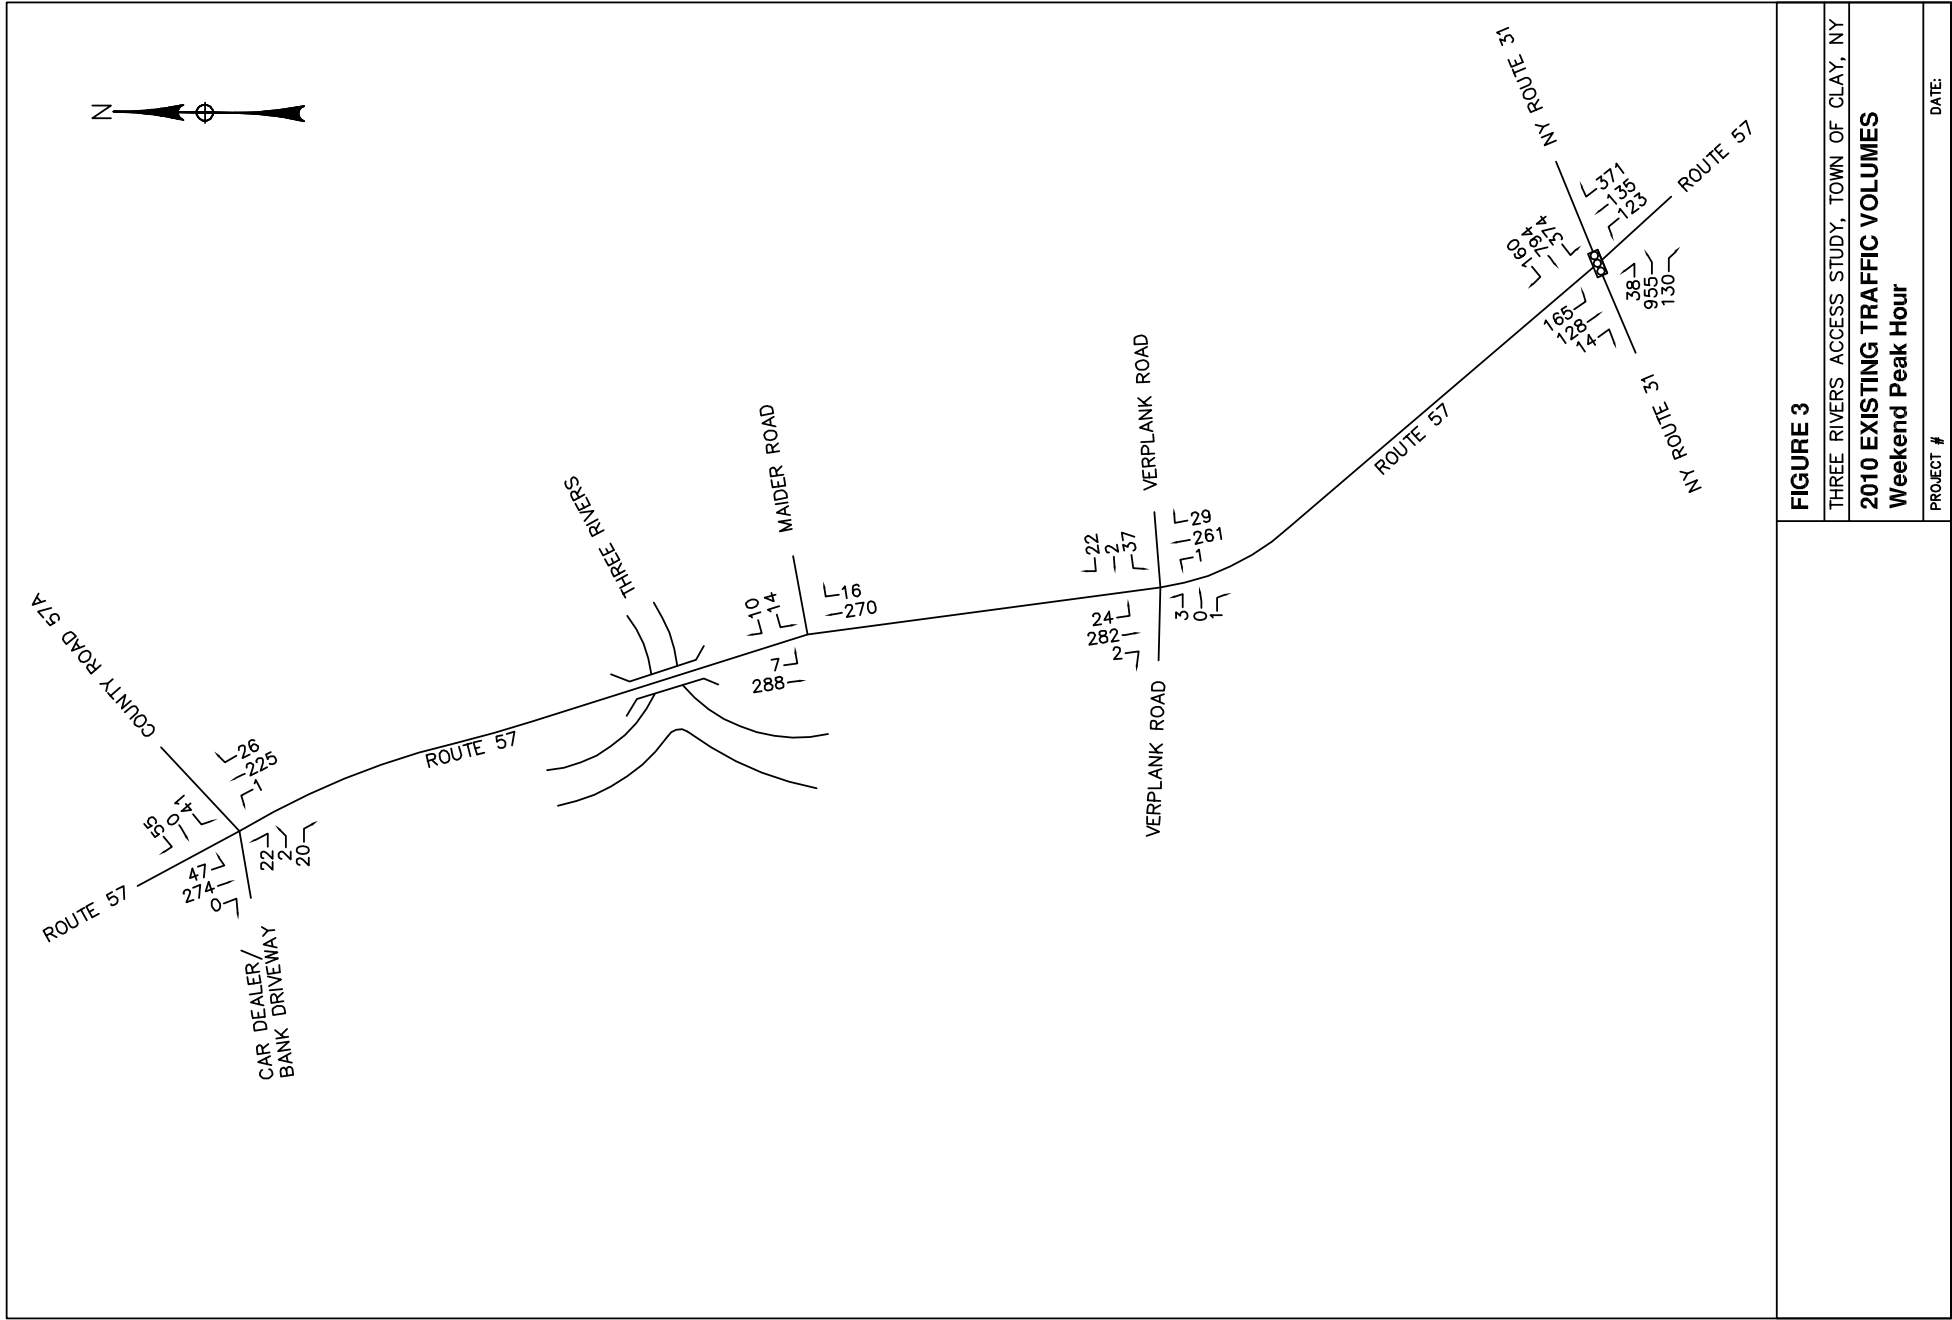 N
COUNTY ROAD 57A
ROUTE 57
55
0
41
26
225
1
47
274
0
22
2
20
CAR DEALER/
BANK DRIVEWAY
ROUTE 57
THREE RIVERS
MAIDER ROAD
10
14
16
270
7
288
VERPLANK ROAD
22
2
37
29
261
1
24
282
2
3
0
1
VERPLANK ROAD
ROUTE 57
NY ROUTE 31
160
794
374
371
135
123
ROUTE 57
165
128
14
38
955
130
NY ROUTE 31
FIGURE 3
THREE RIVERS ACCESS STUDY, TOWN OF CLAY, NY
2010 EXISTING TRAFFIC VOLUMES
Weekend Peak Hour
PROJECT # DATE: